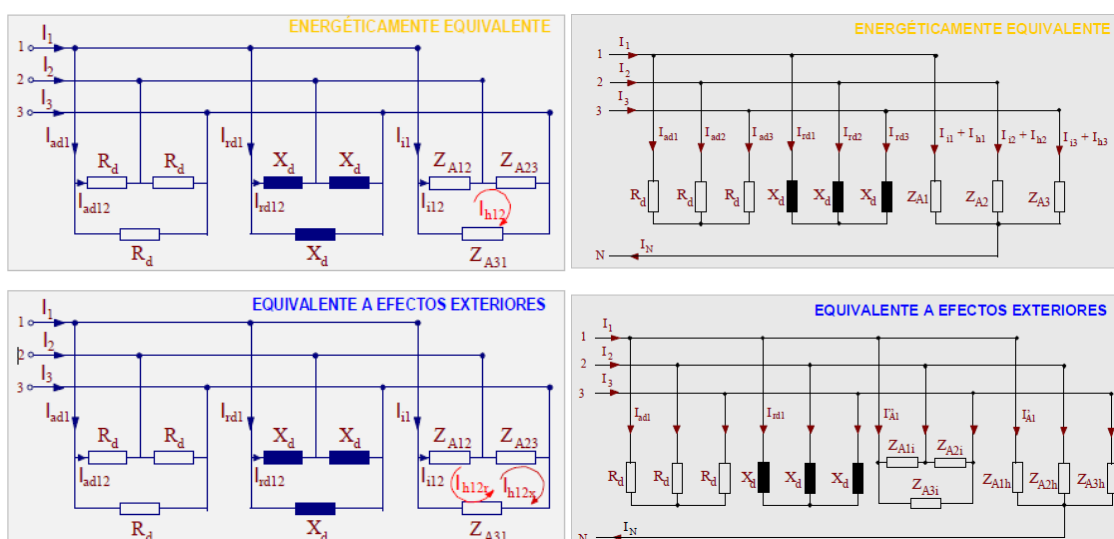 ENERGÉTICAMENTE EQUIVALENTE
I1
1
I2
2
I3
3
Iad1
Ird1
Ii1
Rd Rd
Xd Xd
ZA12 ZA23
Iad12
Ird12
Ii12
Ih12
Rd
Xd
ZA31
ENERGÉTICAMENTE EQUIVALENTE
I1
1
I2
2
I3
3
Iad1 Iad2 Iad3 Ird1 Ird2 Ird3 Ii1 + Ih1 Ii2 + Ih2 Ii3 + Ih3
Rd Rd Rd Xd Xd Xd ZA1 ZA2 ZA3
IN
N
EQUIVALENTE A EFECTOS EXTERIORES
I1
1
I2
2
I3
3
Iad1
Ird1
Ii1
Rd Rd
Xd Xd
ZA12 ZA23
Iad12
Ird12
Ii12
Ih12r
Ih12x
Rd
Xd
ZA31
EQUIVALENTE A EFECTOS EXTERIORES
I1
1
I2
2
I3
3
Iad1 Ird1
ZA1i ZA2i
Rd Rd Rd Xd Xd Xd
ZA3i
ZA1h ZA2h ZA3h
IN
N